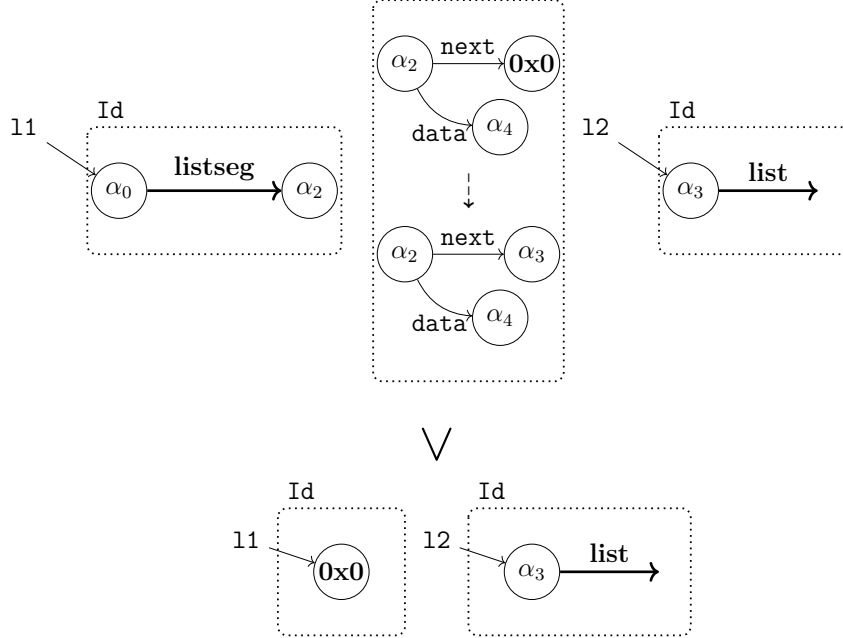 next
α2 0x0
data α4
Id
l1
α0 listseg α2
Id
l2
α3 list
next
α2 α3
data α4
∨
Id
l1
0x0
Id
l2
α3 list